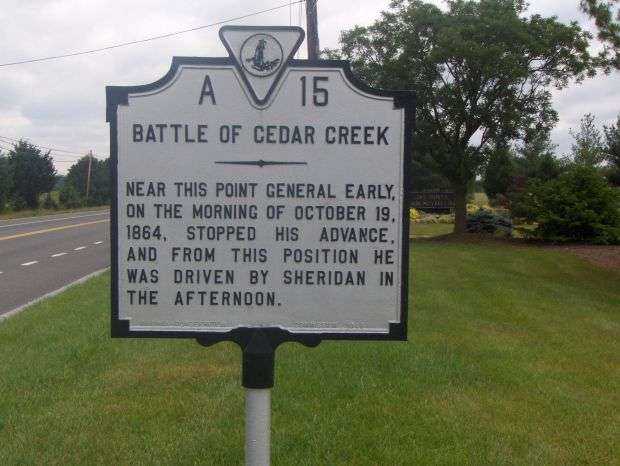 A 15
BATTLE OF CEDAR CREEK
NEAR THIS POINT GENERAL EARLY,
ON THE MORNING OF OCTOBER 19,
1864, STOPPED HIS ADVANCE,
AND FROM THIS POSITION HE
WAS DRIVEN BY SHERIDAN IN
THE AFTERNOON.